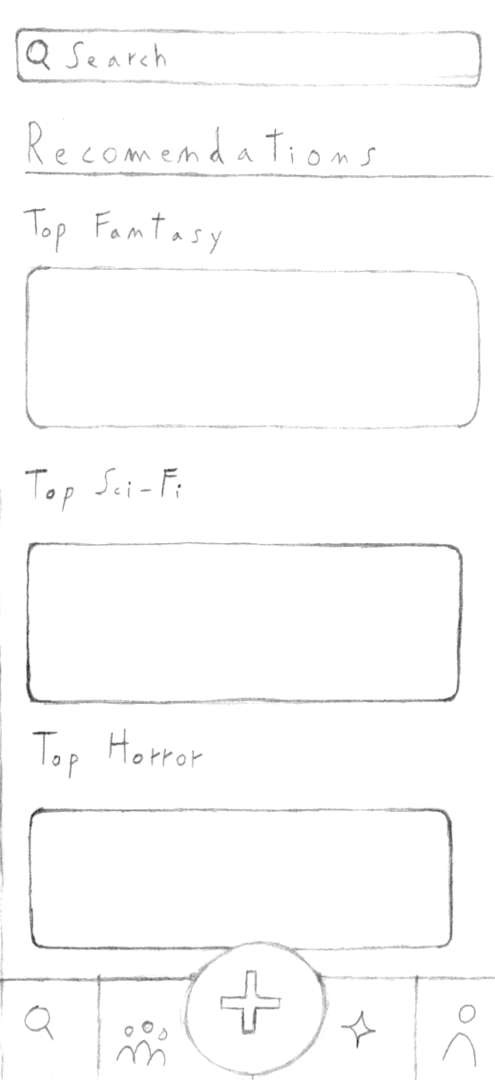 Search
Recomendations
Top Fantasy
Top Sci-Fi
Top Horror